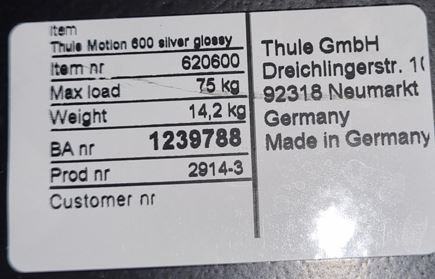 Item
Thule Motion 600 silver glossy
Item nr 620600
Max load 75 kg
Weight 14,2 kg
BA nr 1239788
Prod nr 2914-3
Customer nr
Thule GmbH
Dreichlingerstr.
92318 Neumarkt
Germany
Made in Germany